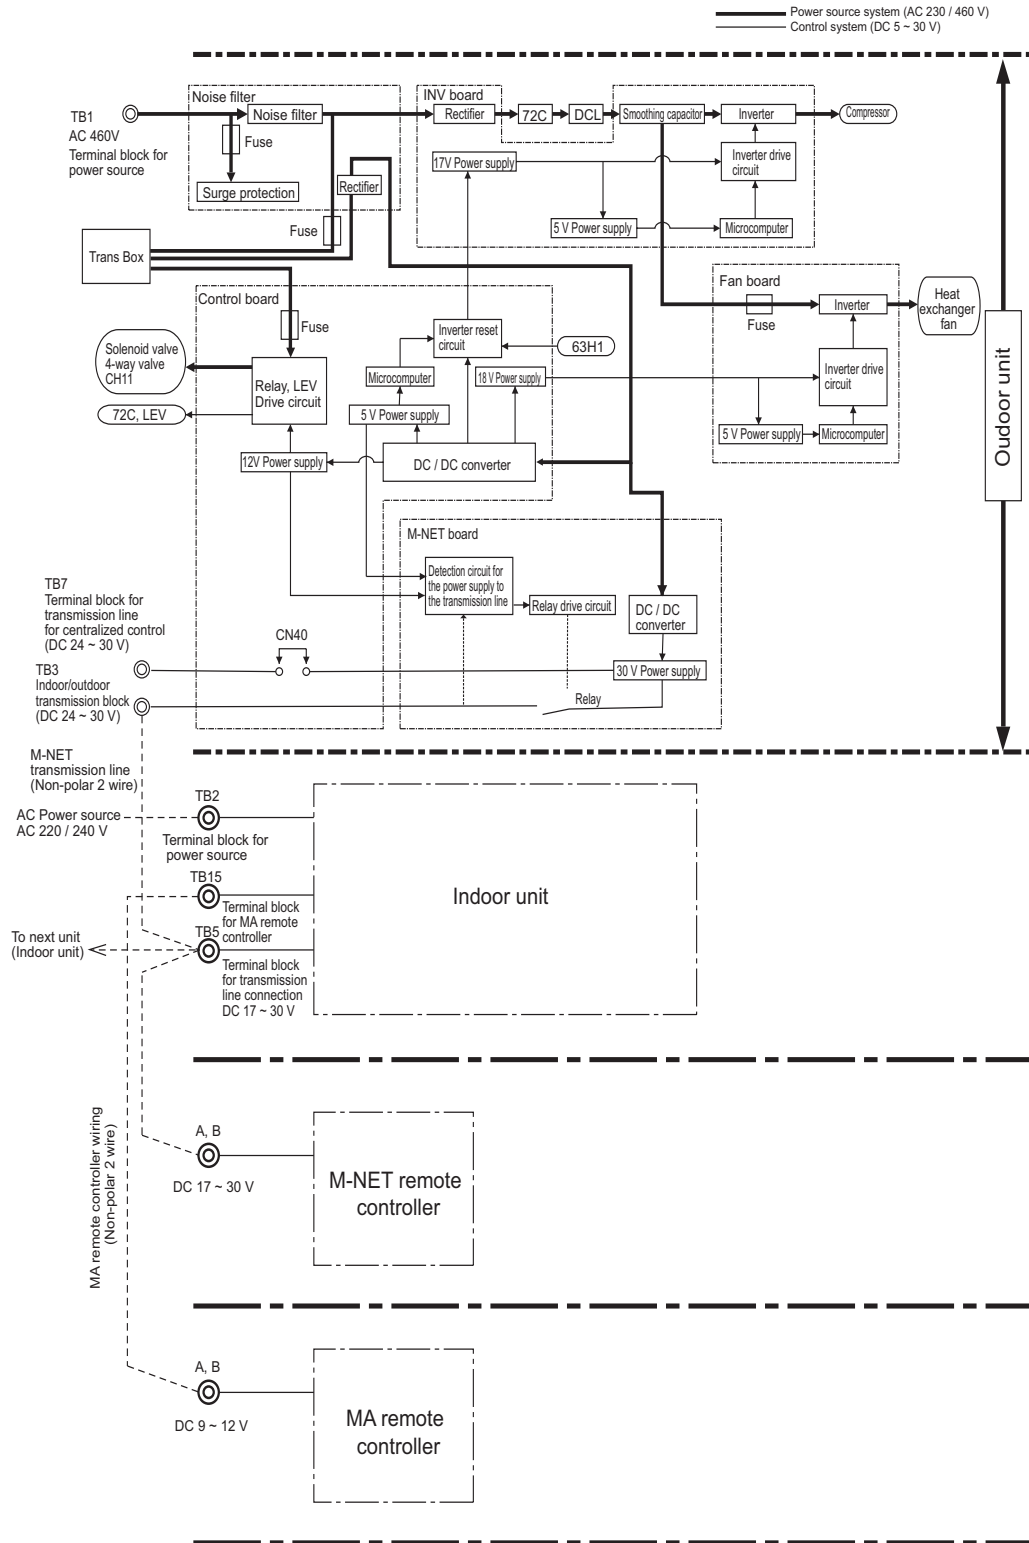 Power source system (AC 230 / 460 V)
Control system (DC 5 ~ 30 V)
Noise filter
INV board
TB1
AC 460V
Terminal block for
power source
Noise filter
Rectifier
72C
DCL
Smoothing capacitor
Inverter
Compressor
Fuse
Surge protection
Rectifier
17V Power supply
Inverter drive
circuit
5 V Power supply
Microcomputer
Fuse
Trans Box
Fan board
Fuse
Inverter
Heat
exchanger
fan
Control board
Fuse
Inverter reset
circuit
63H1
Solenoid valve
4-way valve
CH11
Relay, LEV
Drive circuit
Microcomputer
18 V Power supply
Inverter drive
circuit
72C, LEV
5 V Power supply
5 V Power supply
Microcomputer
12V Power supply
DC / DC converter
Oudoor unit
M-NET board
Detection circuit for
the power supply to
the transmission line
Relay drive circuit
DC / DC
converter
TB7
Terminal block for
transmission line
for centralized control
(DC 24 ~ 30 V)
CN40
30 V Power supply
TB3
Indoor/outdoor
transmission block
(DC 24 ~ 30 V)
Relay
M-NET
transmission line
(Non-polar 2 wire)
TB2
AC Power source
AC 220 / 240 V
Terminal block for
power source
TB15
Terminal block
for MA remote
controller
Indoor unit
To next unit
(Indoor unit)
TB5
Terminal block
for transmission
line connection
DC 17 ~ 30 V
MA remote controller wiring
(Non-polar 2 wire)
A, B
DC 17 ~ 30 V
M-NET remote
controller
A, B
DC 9 ~ 12 V
MA remote
controller